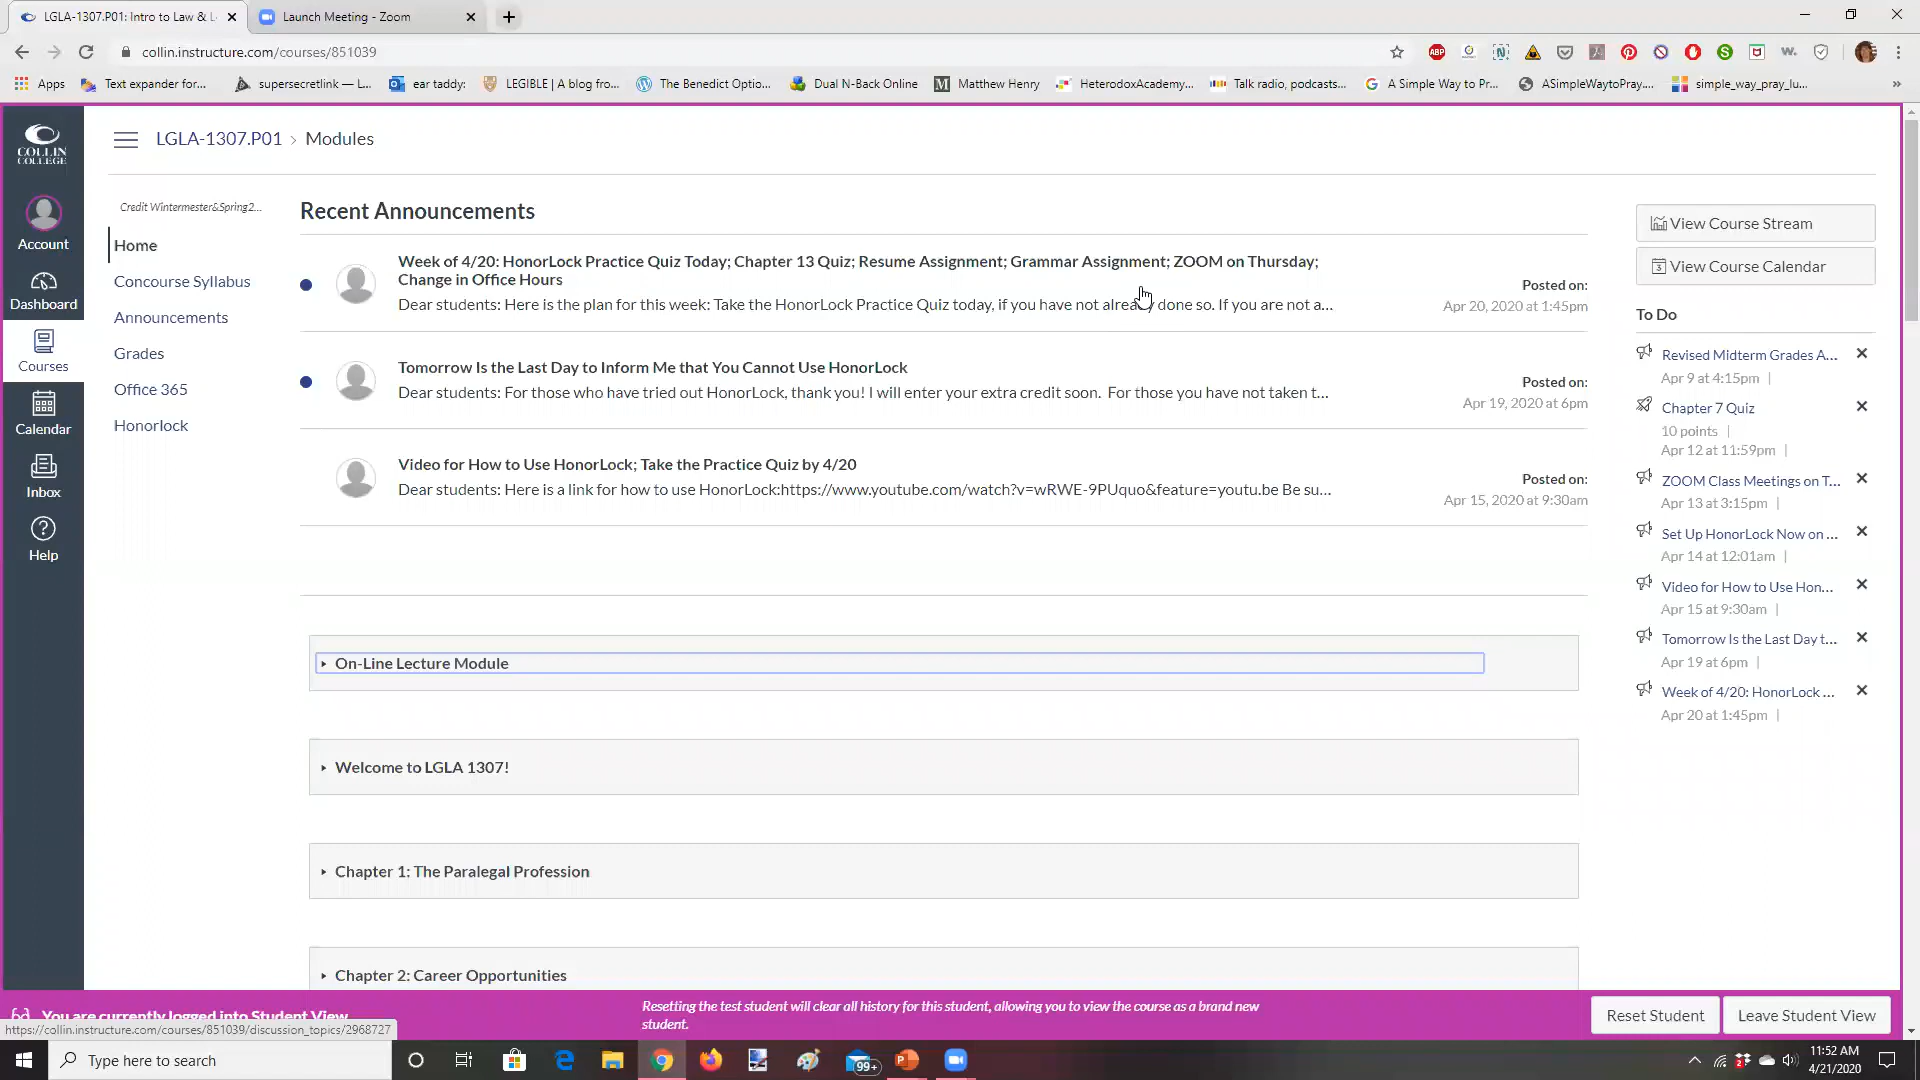 LGLA-1307.P01: Intro to Law & L
Launch Meeting - Zoom
collin.instructure.com/courses/851039
Apps
Text expander for...
supersecretlink — L...
ear taddy:
LEGIBLE | A blog fro...
The Benedict Optio...
Dual N-Back Online
Matthew Henry
HeterodoxAcademy...
Talk radio, podcasts...
A Simple Way to Pr...
ASimpleWaytoPray....
simple_way_pray_lu...
COLLIN
COLLEGE
Account
Dashboard
Courses
Calendar
Inbox
Help
LGLA-1307.P01 › Modules
Credit Wintermester&Spring2...
Home
Concourse Syllabus
Announcements
Grades
Office 365
Honorlock
Recent Announcements
Week of 4/20: HonorLock Practice Quiz Today; Chapter 13 Quiz; Resume Assignment; Grammar Assignment; ZOOM on Thursday;
Change in Office Hours
Dear students: Here is the plan for this week: Take the HonorLock Practice Quiz today, if you have not already done so. If you are not a...
Posted on:
Apr 20, 2020 at 1:45pm
Tomorrow Is the Last Day to Inform Me that You Cannot Use HonorLock
Dear students: For those who have tried out HonorLock, thank you! I will enter your extra credit soon. For those you have not taken t...
Posted on:
Apr 19, 2020 at 6pm
Video for How to Use HonorLock; Take the Practice Quiz by 4/20
Dear students: Here is a link for how to use HonorLock:https://www.youtube.com/watch?v=wRWE-9PUquo&feature=youtu.be Be su...
Posted on:
Apr 15, 2020 at 9:30am
On-Line Lecture Module
Welcome to LGLA 1307!
Chapter 1: The Paralegal Profession
Chapter 2: Career Opportunities
View Course Stream
View Course Calendar
To Do
Revised Midterm Grades A...
Apr 9 at 4:15pm |
Chapter 7 Quiz
10 points |
Apr 12 at 11:59pm |
ZOOM Class Meetings on T...
Apr 13 at 3:15pm |
Set Up HonorLock Now on ...
Apr 14 at 12:01am |
Video for How to Use Hon...
Apr 15 at 9:30am |
Tomorrow Is the Last Day t...
Apr 19 at 6pm |
Week of 4/20: HonorLock ...
Apr 20 at 1:45pm |
You are currently logged into Student View
Resetting the test student will clear all history for this student, allowing you to view the course as a brand new
student.
Reset Student
Leave Student View
https://collin.instructure.com/courses/851039/discussion_topics/2968727
Type here to search
99+
11:52 AM
4/21/2020